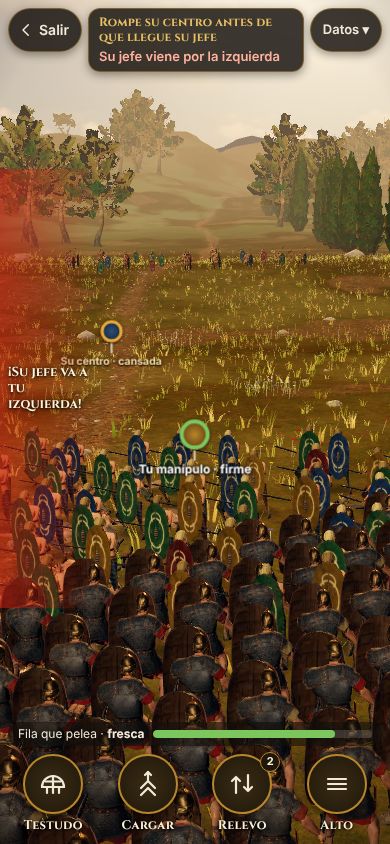 Salir
Rompe su centro antes de
que llegue su jefe
Su jefe viene por la izquierda
Datos ▾
Su centro · cansada
¡Su jefe va a
tu
izquierda!
Tu manípulo · firme
Fila que pelea · fresca
2
Testudo
Cargar
Relevo
Alto